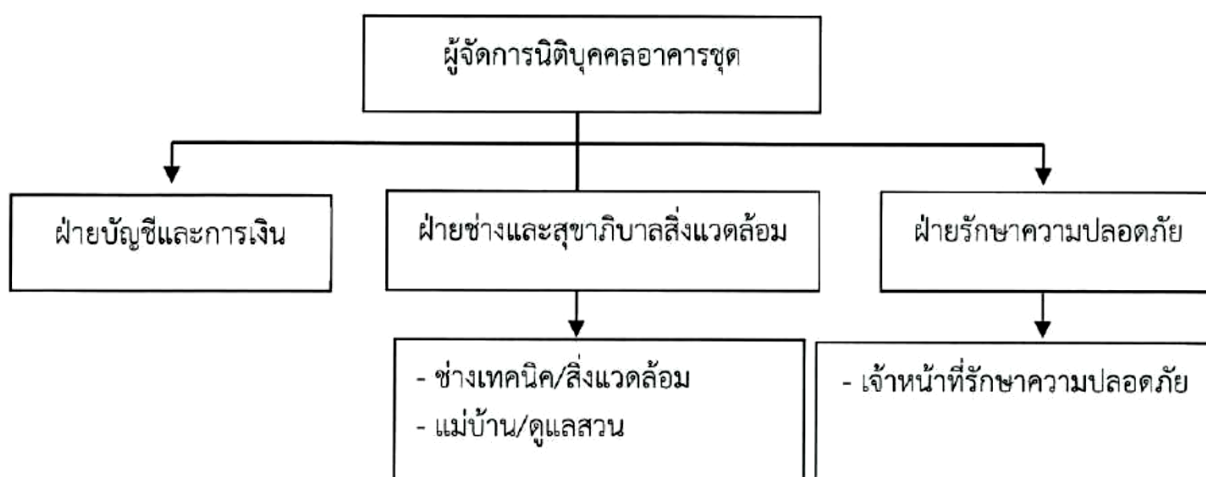 ผู้จัดการนิติบุคคลอาคารชุด
ฝ่ายบัญชีและการเงิน
ฝ่ายช่างและสุขาภิบาลสิ่งแวดล้อม
ฝ่ายรักษาความปลอดภัย
- ช่างเทคนิค/สิ่งแวดล้อม
- แม่บ้าน/ดูแลสวน
- เจ้าหน้าที่รักษาความปลอดภัย